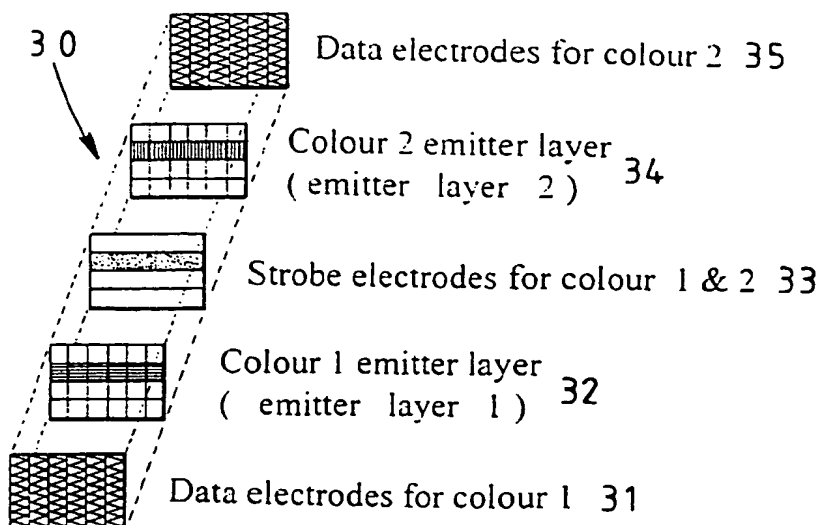 30
Data electrodes for colour 2 35
Colour 2 emitter layer
( emitter layer 2 ) 34
Strobe electrodes for colour 1 & 2 33
Colour 1 emitter layer
( emitter layer 1 ) 32
Data electrodes for colour 1 31